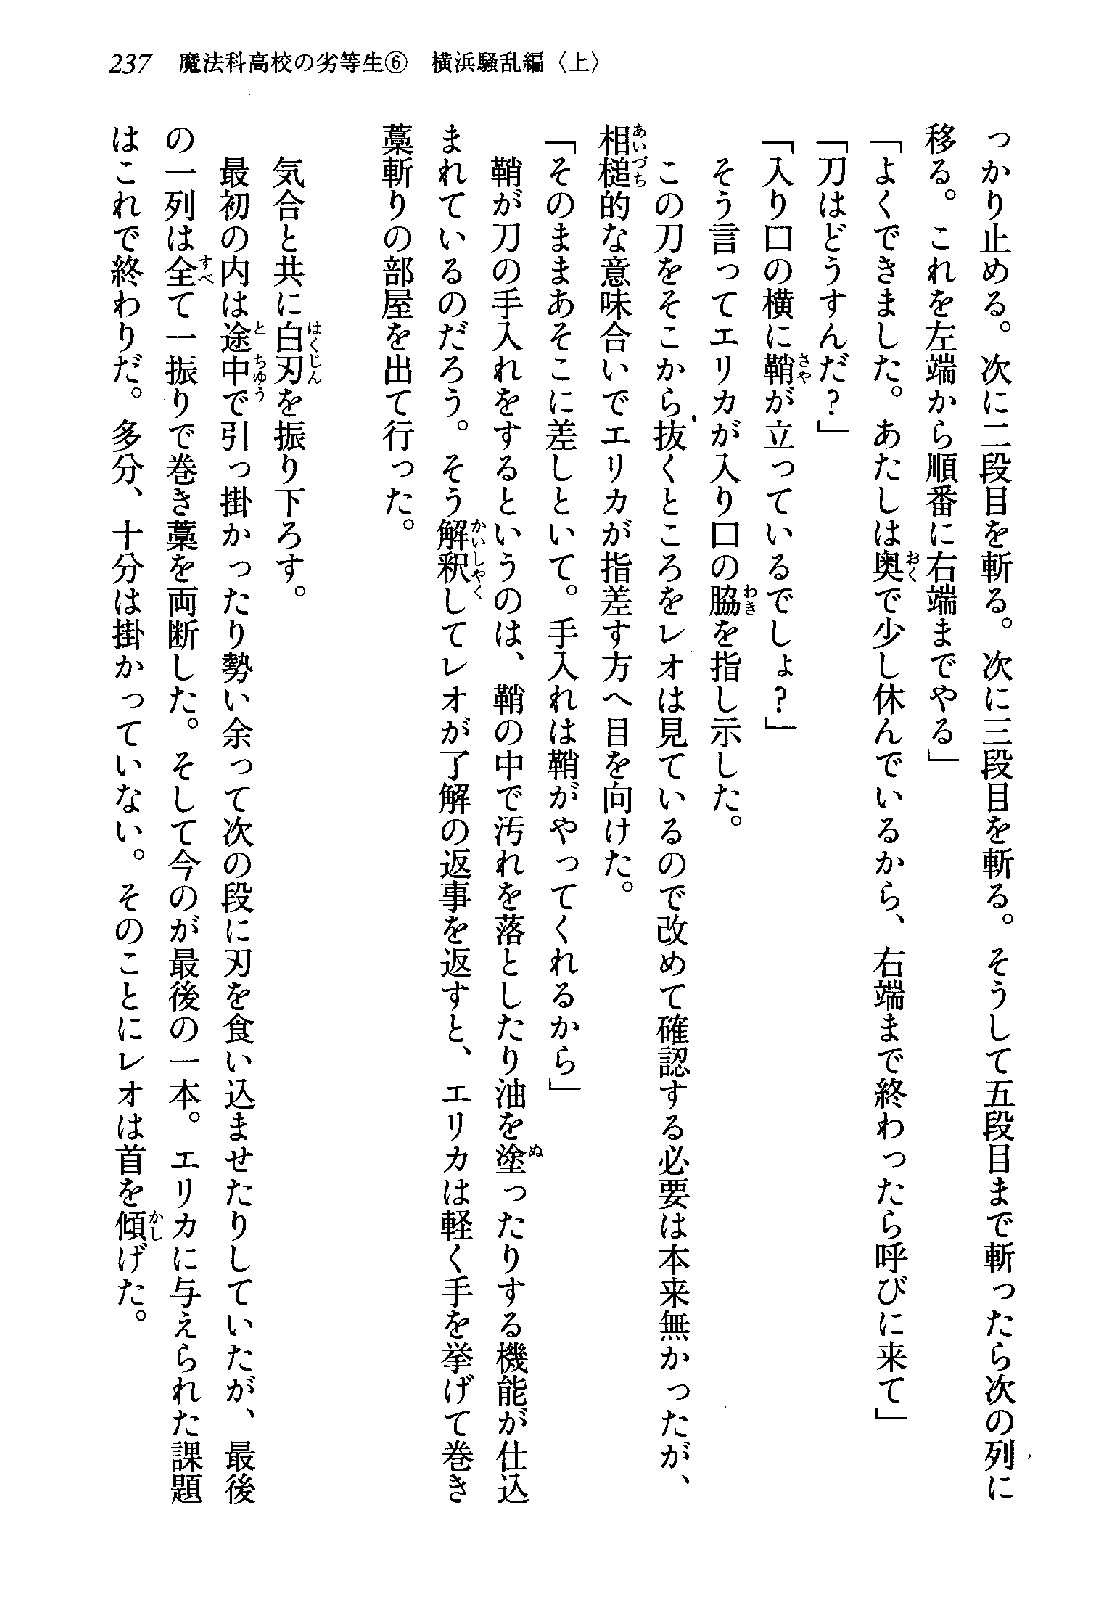 237　魔法科高校の劣等生⑥　横浜騒乱編〈上〉
っかり止める。次に二段目を斬る。次に三段目を斬る。そうして五段目まで斬ったら次の列に
移る。これを左端から順番に右端までやる」
「よくできました。あたしは奥で少し休んでいるから、右端まで終わったら呼びに来て」
「刀はどうすんだ？」
「入り口の横に鞘が立っているでしょ？」
　そう言ってエリカが入り口の脇を指し示した。
　この刀をそこから抜くところをレオは見ているので改めて確認する必要は本来無かったが、
相槌的な意味合いでエリカが指差す方へ目を向けた。
「そのままあそこに差しといて。手入れは鞘がやってくれるから」
　鞘が刀の手入れをするというのは、鞘の中で汚れを落としたり油を塗ったりする機能が仕込
まれているのだろう。そう解釈してレオが了解の返事を返すと、エリカは軽く手を挙げて巻き
藁斬りの部屋を出て行った。
　気合と共に白刃を振り下ろす。
　最初の内は途中で引っ掛かったり勢い余って次の段に刃を食い込ませたりしていたが、最後
の一列は全て一振りで巻き藁を両断した。そして今のが最後の一本。エリカに与えられた課題
はこれで終わりだ。多分、十分は掛かっていない。そのことにレオは首を傾げた。